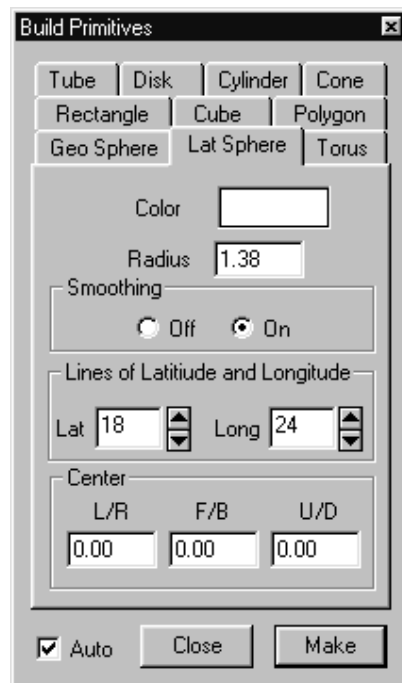 Build Primitives
Tube Disk Cylinder Cone
Rectangle Cube Polygon
Geo Sphere Lat Sphere Torus
Color
Radius 1.38
Smoothing
Off On
Lines of Latitiude and Longitude
Lat 18 Long 24
Center
L/R F/B U/D
0.00 0.00 0.00
Auto Close Make